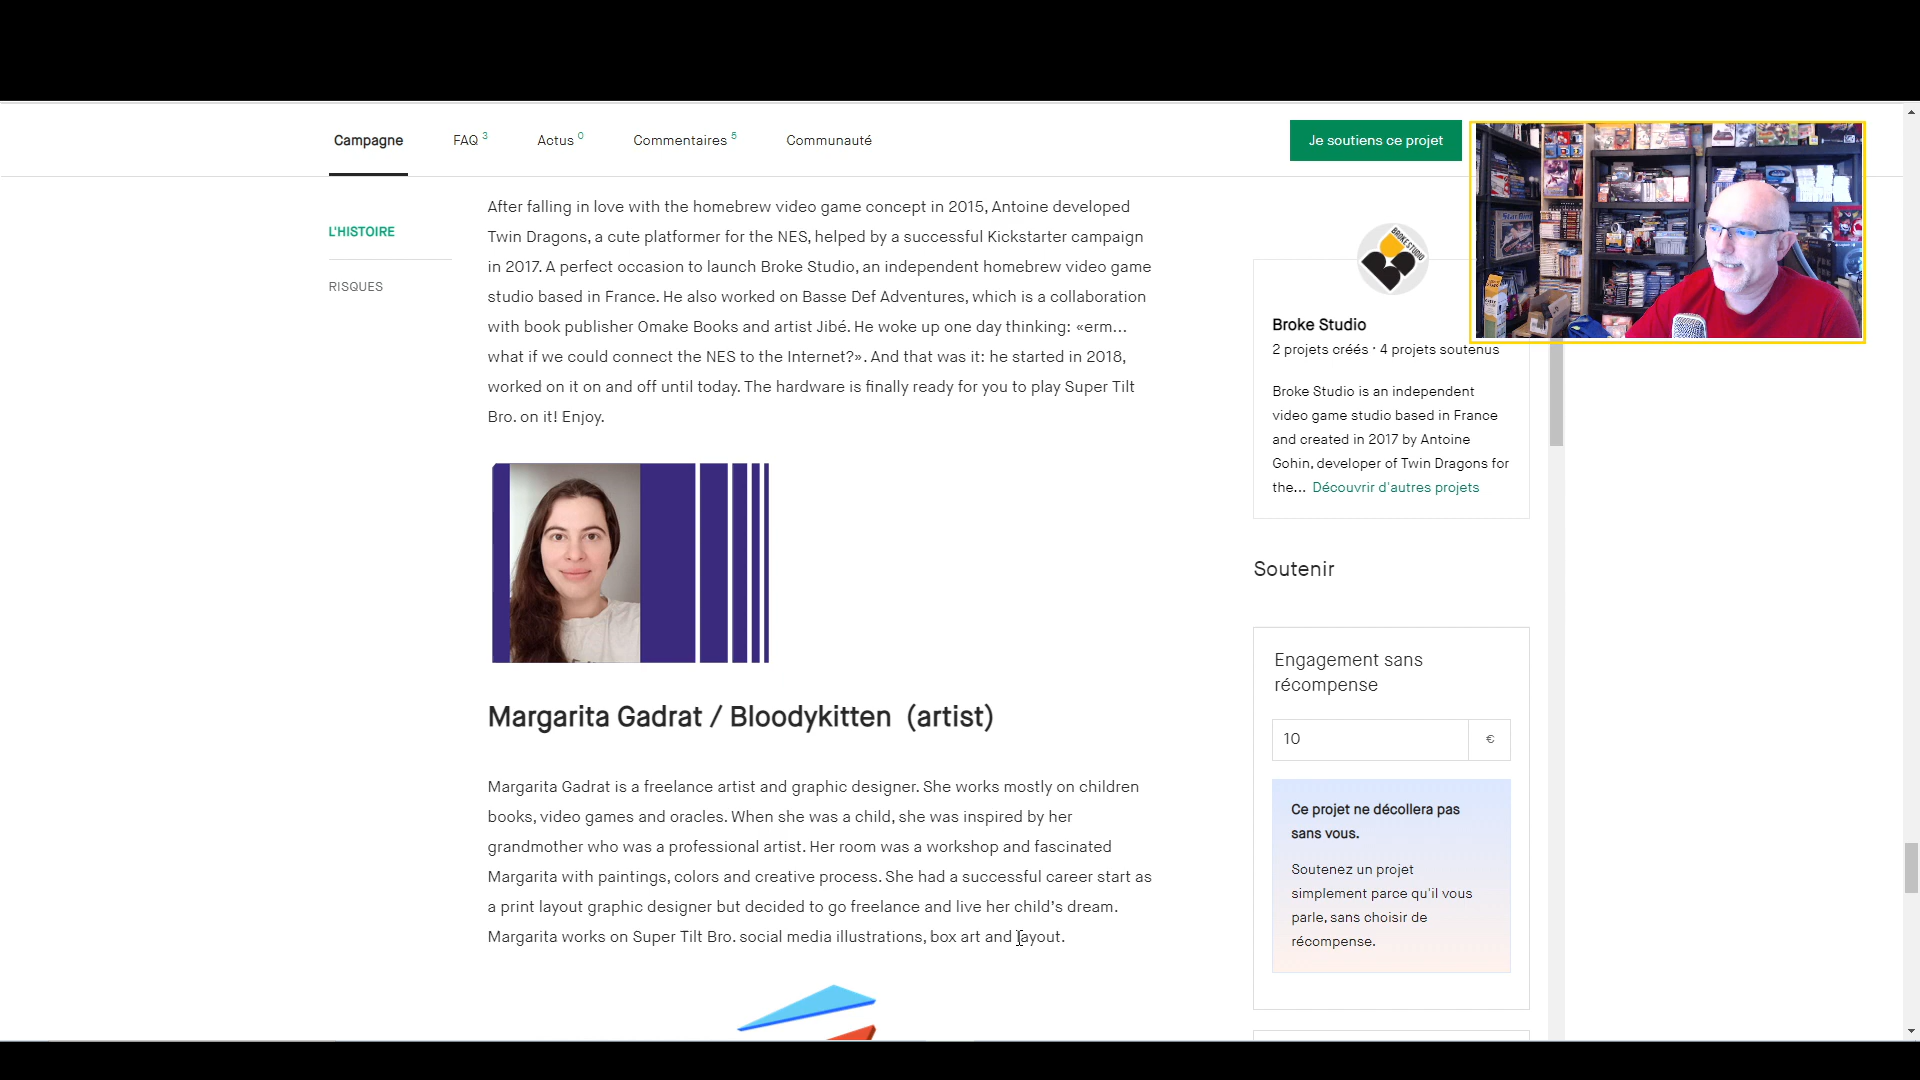 Campagne
FAQ 3
Actus 0
Commentaires 5
Communauté
Je soutiens ce projet
L'HISTOIRE
RISQUES
After falling in love with the homebrew video game concept in 2015, Antoine developed
Twin Dragons, a cute platformer for the NES, helped by a successful Kickstarter campaign
in 2017. A perfect occasion to launch Broke Studio, an independent homebrew video game
studio based in France. He also worked on Basse Def Adventures, which is a collaboration
with book publisher Omake Books and artist Jibé. He woke up one day thinking: «erm...
what if we could connect the NES to the Internet?». And that was it: he started in 2018,
worked on it on and off until today. The hardware is finally ready for you to play Super Tilt
Bro. on it! Enjoy.
Margarita Gadrat / Bloodykitten (artist)
Margarita Gadrat is a freelance artist and graphic designer. She works mostly on children
books, video games and oracles. When she was a child, she was inspired by her
grandmother who was a professional artist. Her room was a workshop and fascinated
Margarita with paintings, colors and creative process. She had a successful career start as
a print layout graphic designer but decided to go freelance and live her child's dream.
Margarita works on Super Tilt Bro. social media illustrations, box art and layout.
BROKE STUDIO
Broke Studio
2 projets créés · 4 projets soutenus
Broke Studio is an independent
video game studio based in France
and created in 2017 by Antoine
Gohin, developer of Twin Dragons for
the... Découvrir d'autres projets
Soutenir
Engagement sans
récompense
10 €
Ce projet ne décollera pas
sans vous.
Soutenez un projet
simplement parce qu'il vous
parle, sans choisir de
récompense.